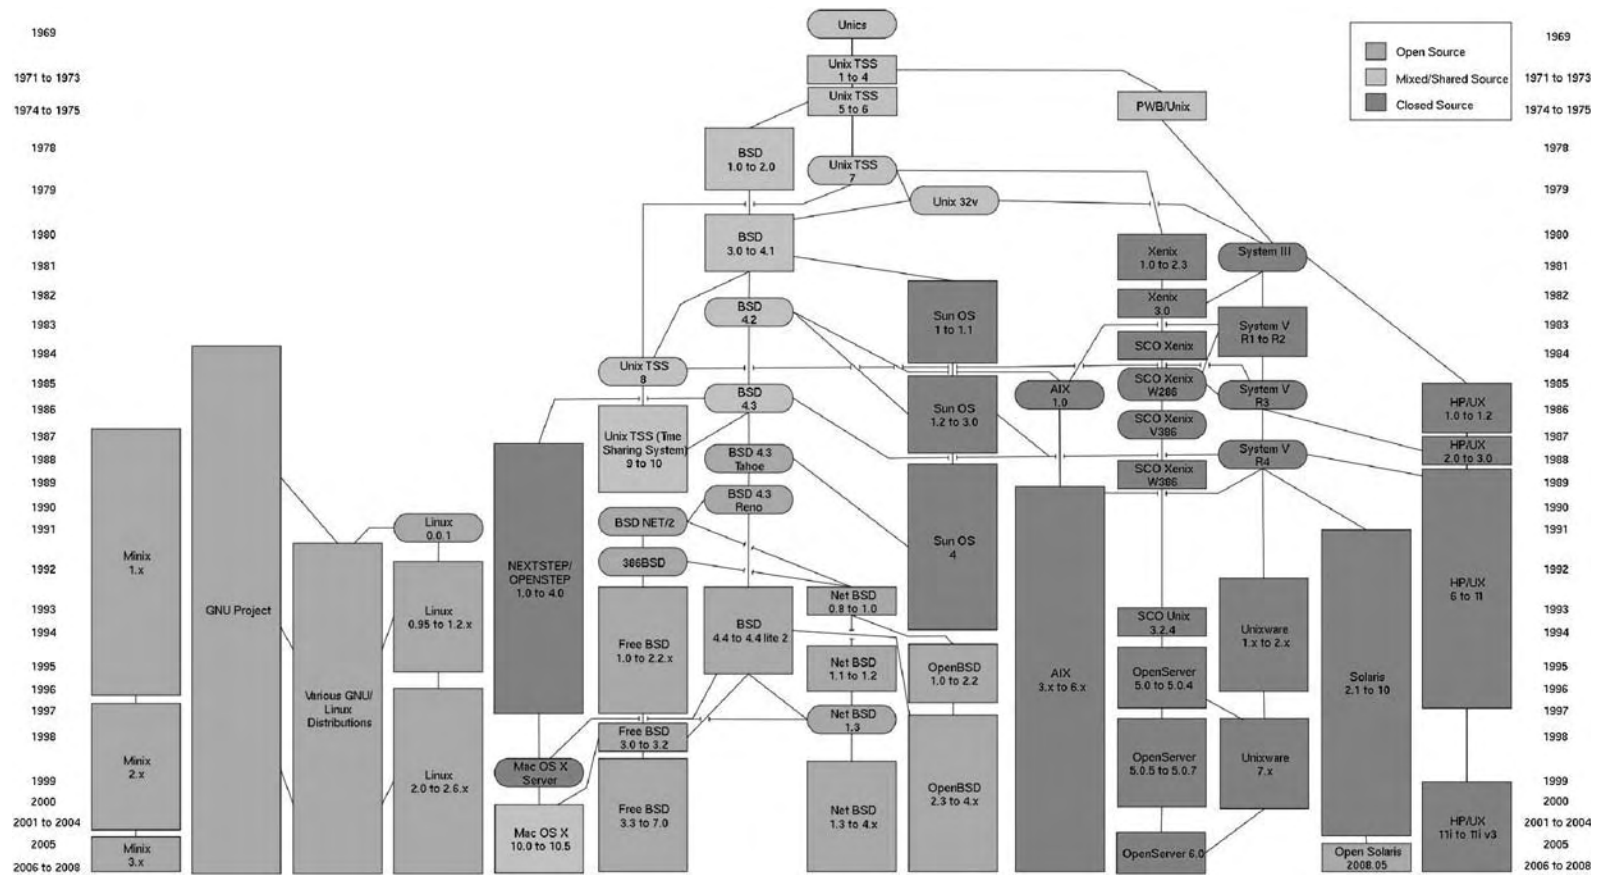 1969
1971 to 1973
1974 to 1975
1978
1979
1980
1981
1982
1983
1984
1985
1986
1987
1988
1989
1990
1991
1992
1993
1994
1995
1996
1997
1998
1999
2000
2001 to 2004
2005
2006 to 2008
Minix
1.x
Minix
2.x
Minix
3.x
GNU Project
Various GNU/
Linux
Distributions
Linux
0.0.1
Linux
0.95 to 1.2.x
Linux
2.0 to 2.6.x
NEXTSTEP/
OPENSTEP
1.0 to 4.0
Mac OS X
Server
Mac OS X
10.0 to 10.5
Unix TSS
8
Unix TSS (Time
Sharing System)
9 to 10
BSD NET/2
386BSD
Free BSD
1.0 to 2.2.x
Free BSD
3.0 to 3.2
Free BSD
3.3 to 7.0
BSD
1.0 to 2.0
BSD
3.0 to 4.1
BSD
4.2
BSD
4.3
BSD 4.3
Tahoe
BSD 4.3
Reno
BSD
4.4 to 4.4 lite 2
Unics
Unix TSS
1 to 4
Unix TSS
5 to 6
Unix TSS
7
Net BSD
0.8 to 1.0
Net BSD
1.1 to 1.2
Net BSD
1.3
Net BSD
1.3 to 4.x
Unix 32v
Sun OS
1 to 1.1
Sun OS
1.2 to 3.0
Sun OS
4
OpenBSD
1.0 to 2.2
OpenBSD
2.3 to 4.x
AIX
1.0
AIX
3.x to 6.x
PWB/Unix
Xenix
1.0 to 2.3
Xenix
3.0
SCO Xenix
SCO Xenix
W286
SCO Xenix
V386
SCO Xenix
W386
SCO Unix
3.2.4
OpenServer
5.0 to 5.0.4
OpenServer
5.0.5 to 5.0.7
OpenServer 6.0
System III
System V
R1 to R2
System V
R3
System V
R4
Unixware
1.x to 2.x
Unixware
7.x
Solaris
2.1 to 10
Open Solaris
2008.05
HP/UX
1.0 to 1.2
HP/UX
2.0 to 3.0
HP/UX
6 to 11
HP/UX
11i to 11i v3
Open Source
Mixed/Shared Source
Closed Source
1969
1971 to 1973
1974 to 1975
1978
1979
1980
1981
1982
1983
1984
1985
1986
1987
1988
1989
1990
1991
1992
1993
1994
1995
1996
1997
1998
1999
2000
2001 to 2004
2005
2006 to 2008